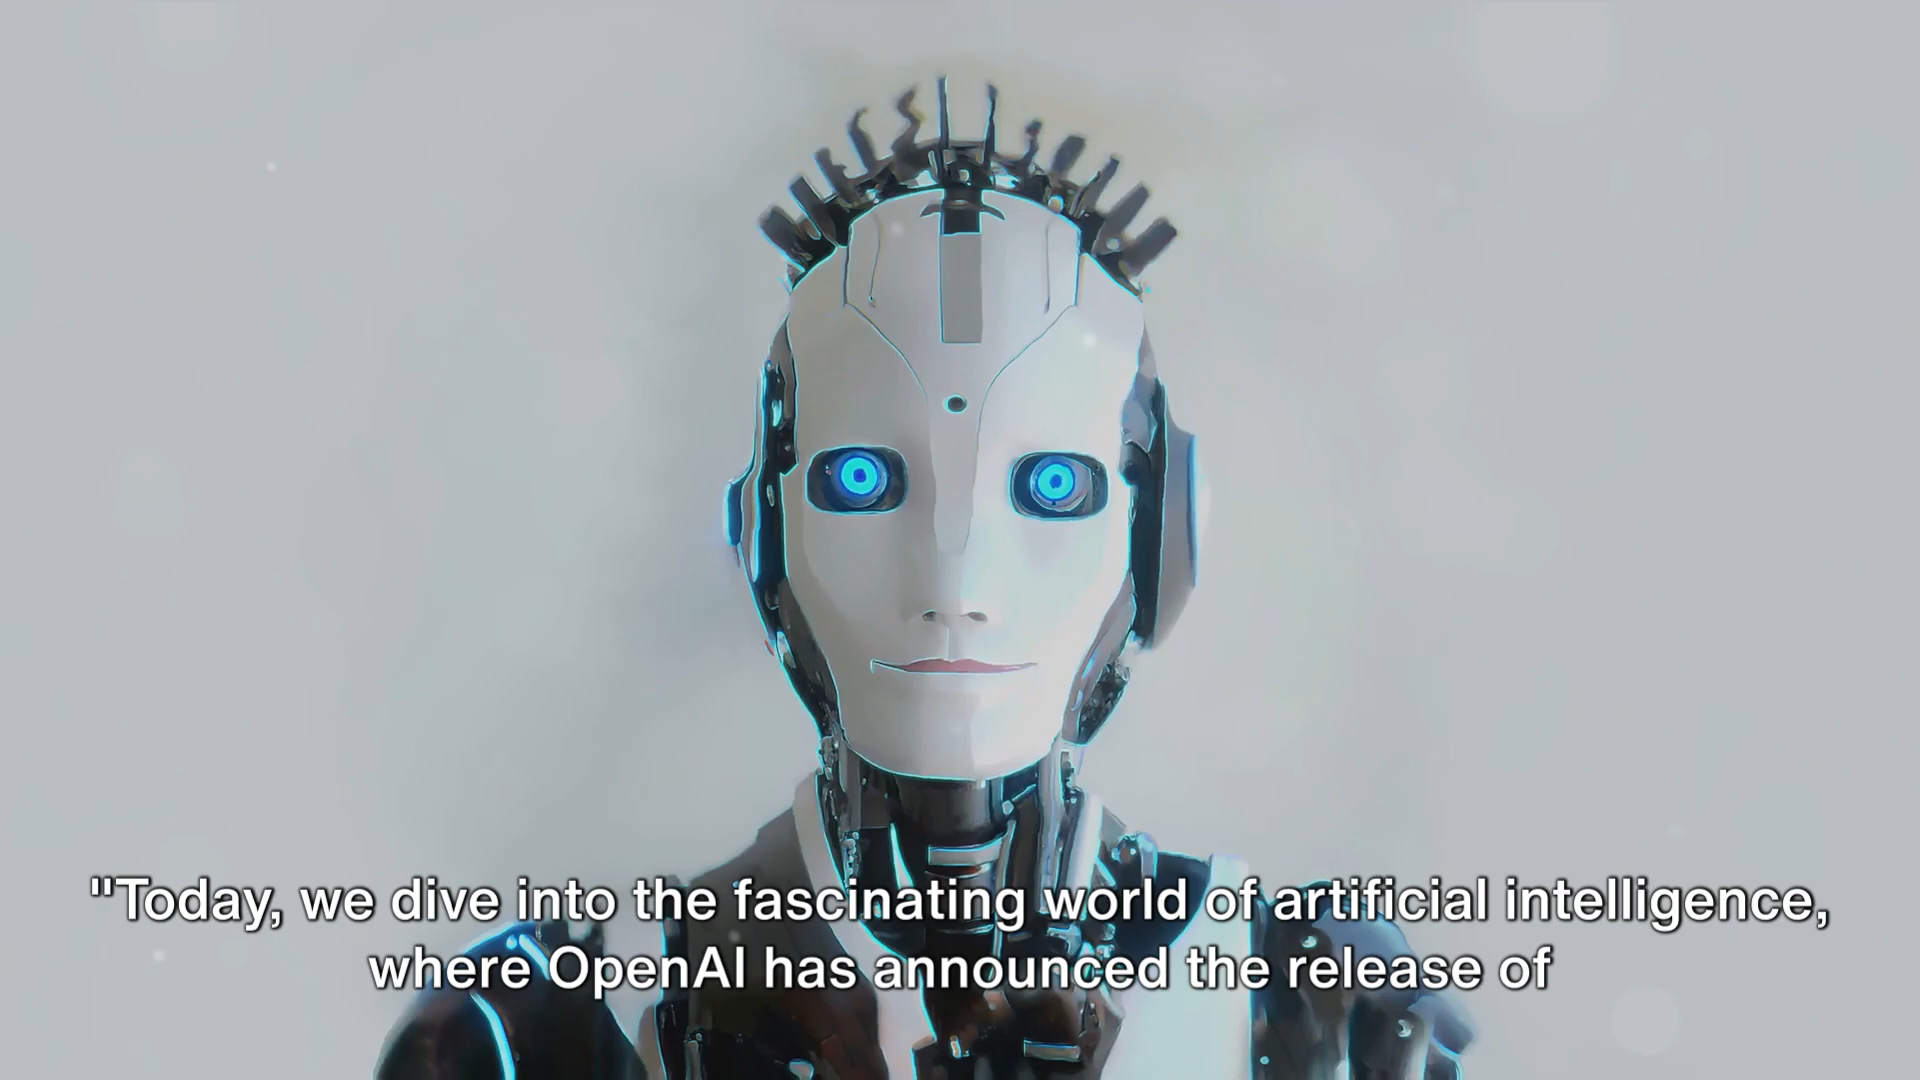 "Today, we dive into the fascinating world of artificial intelligence,
where OpenAI has announced the release of